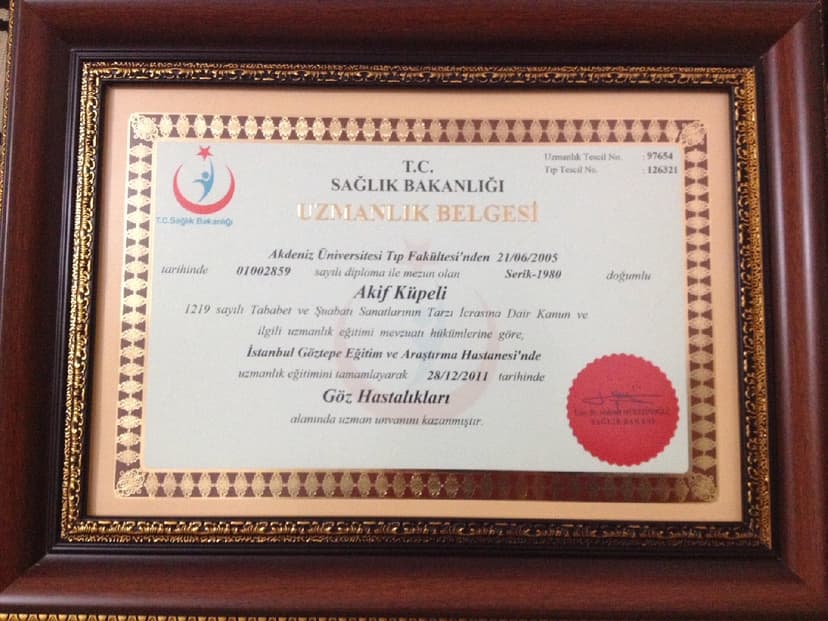 T.C.
SAĞLIK BAKANLIĞI
UZMANLIK BELGESİ
Uzmanlık Tescil No. : 97654
Tıp Tescil No. : 126321
T.C.Sağlık Bakanlığı
Akdeniz Üniversitesi Tıp Fakültesi'nden 21/06/2005
tarihinde 01002859 sayılı diploma ile mezun olan Serik-1980 doğumlu
Akif Küpeli
1219 sayılı Tababet ve Şuabatı Sanatlarının Tarzı İcrasına Dair Kanun ve
ilgili uzmanlık eğitimi mevzuatı hükümlerine göre,
İstanbul Göztepe Eğitim ve Araştırma Hastanesi'nde
uzmanlık eğitimini tamamlayarak 28/12/2011 tarihinde
Göz Hastalıkları
alanında uzman unvanını kazanmıştır.
SAĞLIK BAKANI